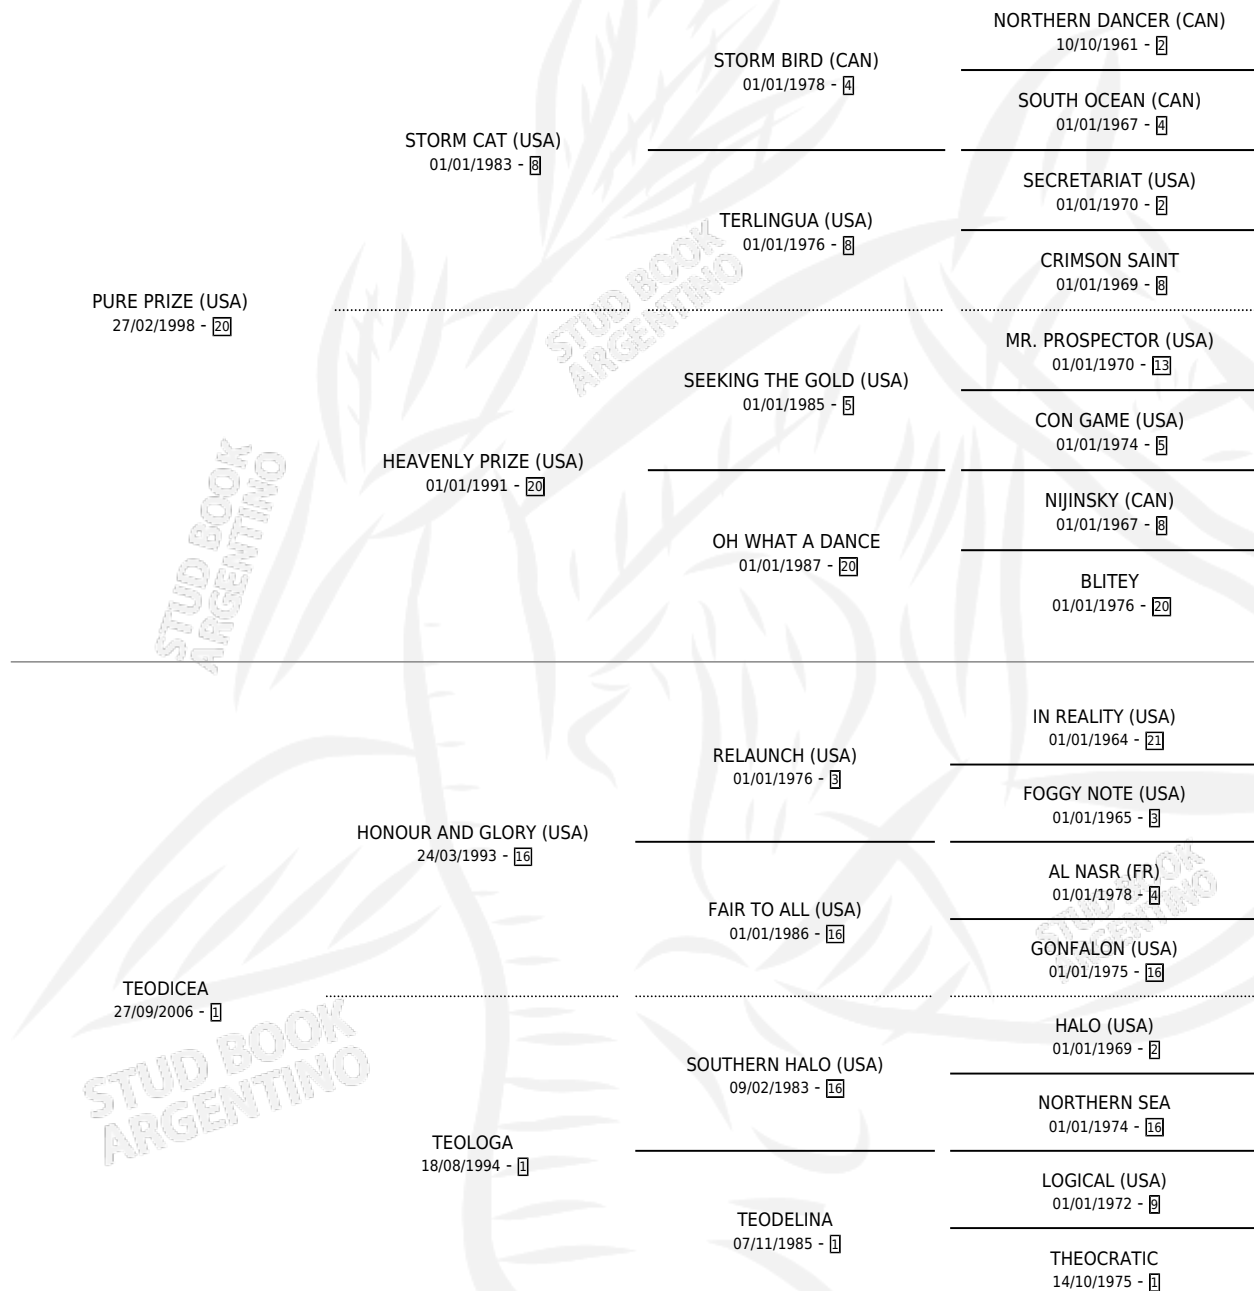 NORTHERN DANCER (CAN)
10/10/1961 - 2
STORM BIRD (CAN)
01/01/1978 - 4
SOUTH OCEAN (CAN)
01/01/1967 - 4
STORM CAT (USA)
01/01/1983 - 8
SECRETARIAT (USA)
01/01/1970 - 2
TERLINGUA (USA)
01/01/1976 - 8
CRIMSON SAINT
01/01/1969 - 8
PURE PRIZE (USA)
27/02/1998 - 20
MR. PROSPECTOR (USA)
01/01/1970 - 13
SEEKING THE GOLD (USA)
01/01/1985 - 5
CON GAME (USA)
01/01/1974 - 5
HEAVENLY PRIZE (USA)
01/01/1991 - 20
NIJINSKY (CAN)
01/01/1967 - 8
OH WHAT A DANCE
01/01/1987 - 20
BLITEY
01/01/1976 - 20
IN REALITY (USA)
01/01/1964 - 21
RELAUNCH (USA)
01/01/1976 - 3
FOGGY NOTE (USA)
01/01/1965 - 3
HONOUR AND GLORY (USA)
24/03/1993 - 16
AL NASR (FR)
01/01/1978 - 4
FAIR TO ALL (USA)
01/01/1986 - 16
GONFALON (USA)
01/01/1975 - 16
TEODICEA
27/09/2006 - 1
HALO (USA)
01/01/1969 - 2
SOUTHERN HALO (USA)
09/02/1983 - 16
NORTHERN SEA
01/01/1974 - 16
TEOLOGA
18/08/1994 - 1
LOGICAL (USA)
01/01/1972 - 9
TEODELINA
07/11/1985 - 1
THEOCRATIC
14/10/1975 - 1
STUD BOOK
ARGENTINO
STUD BOOK
ARGENTINO
STUD BOOK
ARGENTINO
STUD BOOK
ARGENTINO